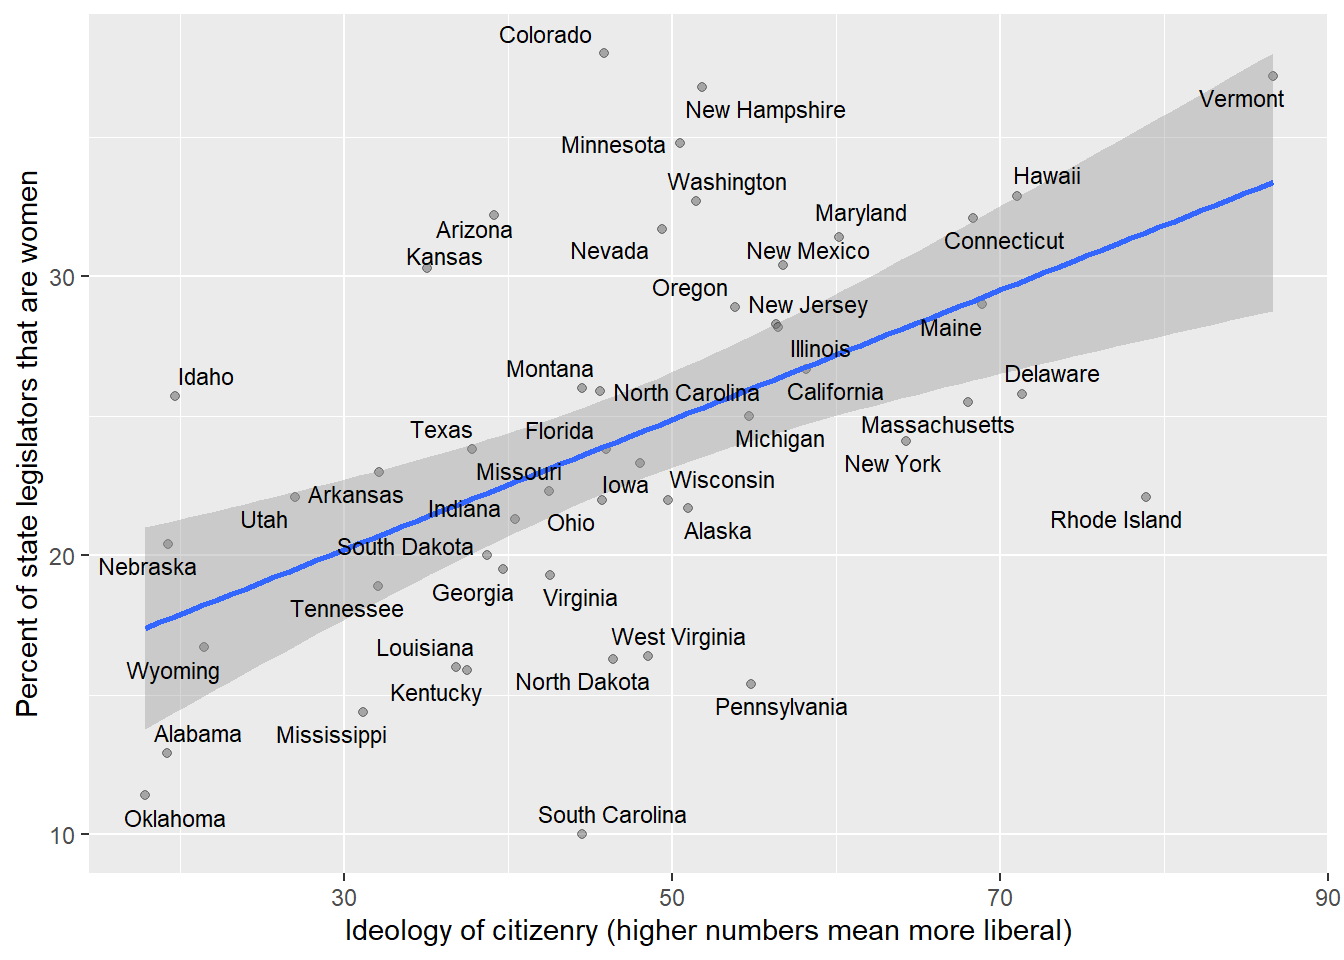 Colorado
New Hampshire
Vermont
Minnesota
Washington
Hawaii
Maryland
Arizona
Connecticut
Kansas
Nevada
New Mexico
Oregon
New Jersey
Maine
Illinois
Idaho
Montana
Delaware
North Carolina
California
Texas
Florida
Massachusetts
Michigan
New York
Missouri
Arkansas
Iowa
Wisconsin
Utah
Indiana
Ohio
Rhode Island
Alaska
South Dakota
Nebraska
Georgia
Virginia
Tennessee
West Virginia
Louisiana
Wyoming
North Dakota
Kentucky
Pennsylvania
Alabama
Mississippi
Oklahoma
South Carolina
30
20
10
Percent of state legislators that are women
30
50
70
90
Ideology of citizenry (higher numbers mean more liberal)